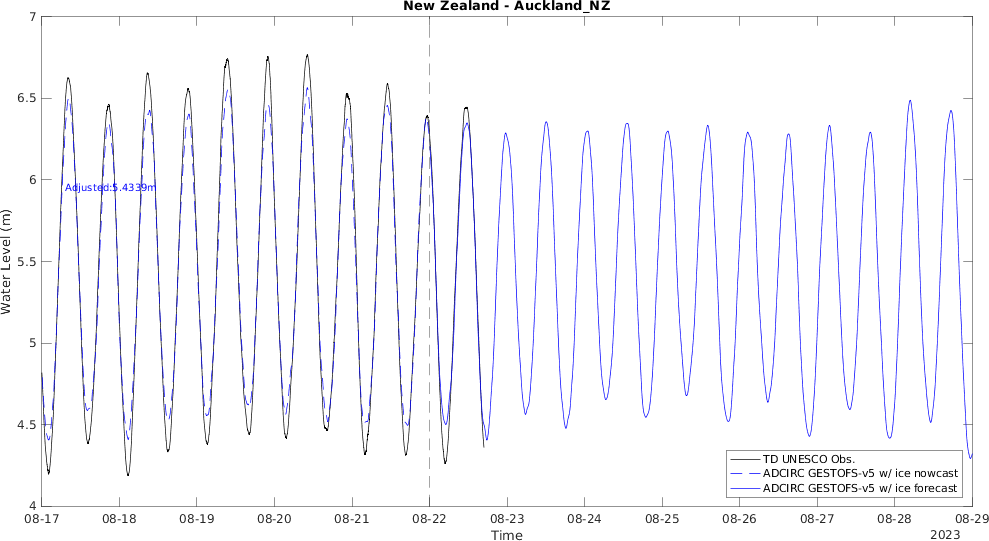 New Zealand - Auckland_NZ
7
6.5
6
5.5
5
4.5
4
Water Level (m)
Adjusted:5.4339m
TD UNESCO Obs.
ADCIRC GESTOFS-v5 w/ ice nowcast
ADCIRC GESTOFS-v5 w/ ice forecast
08-17 08-18 08-19 08-20 08-21 08-22 08-23 08-24 08-25 08-26 08-27 08-28 08-29
Time
2023